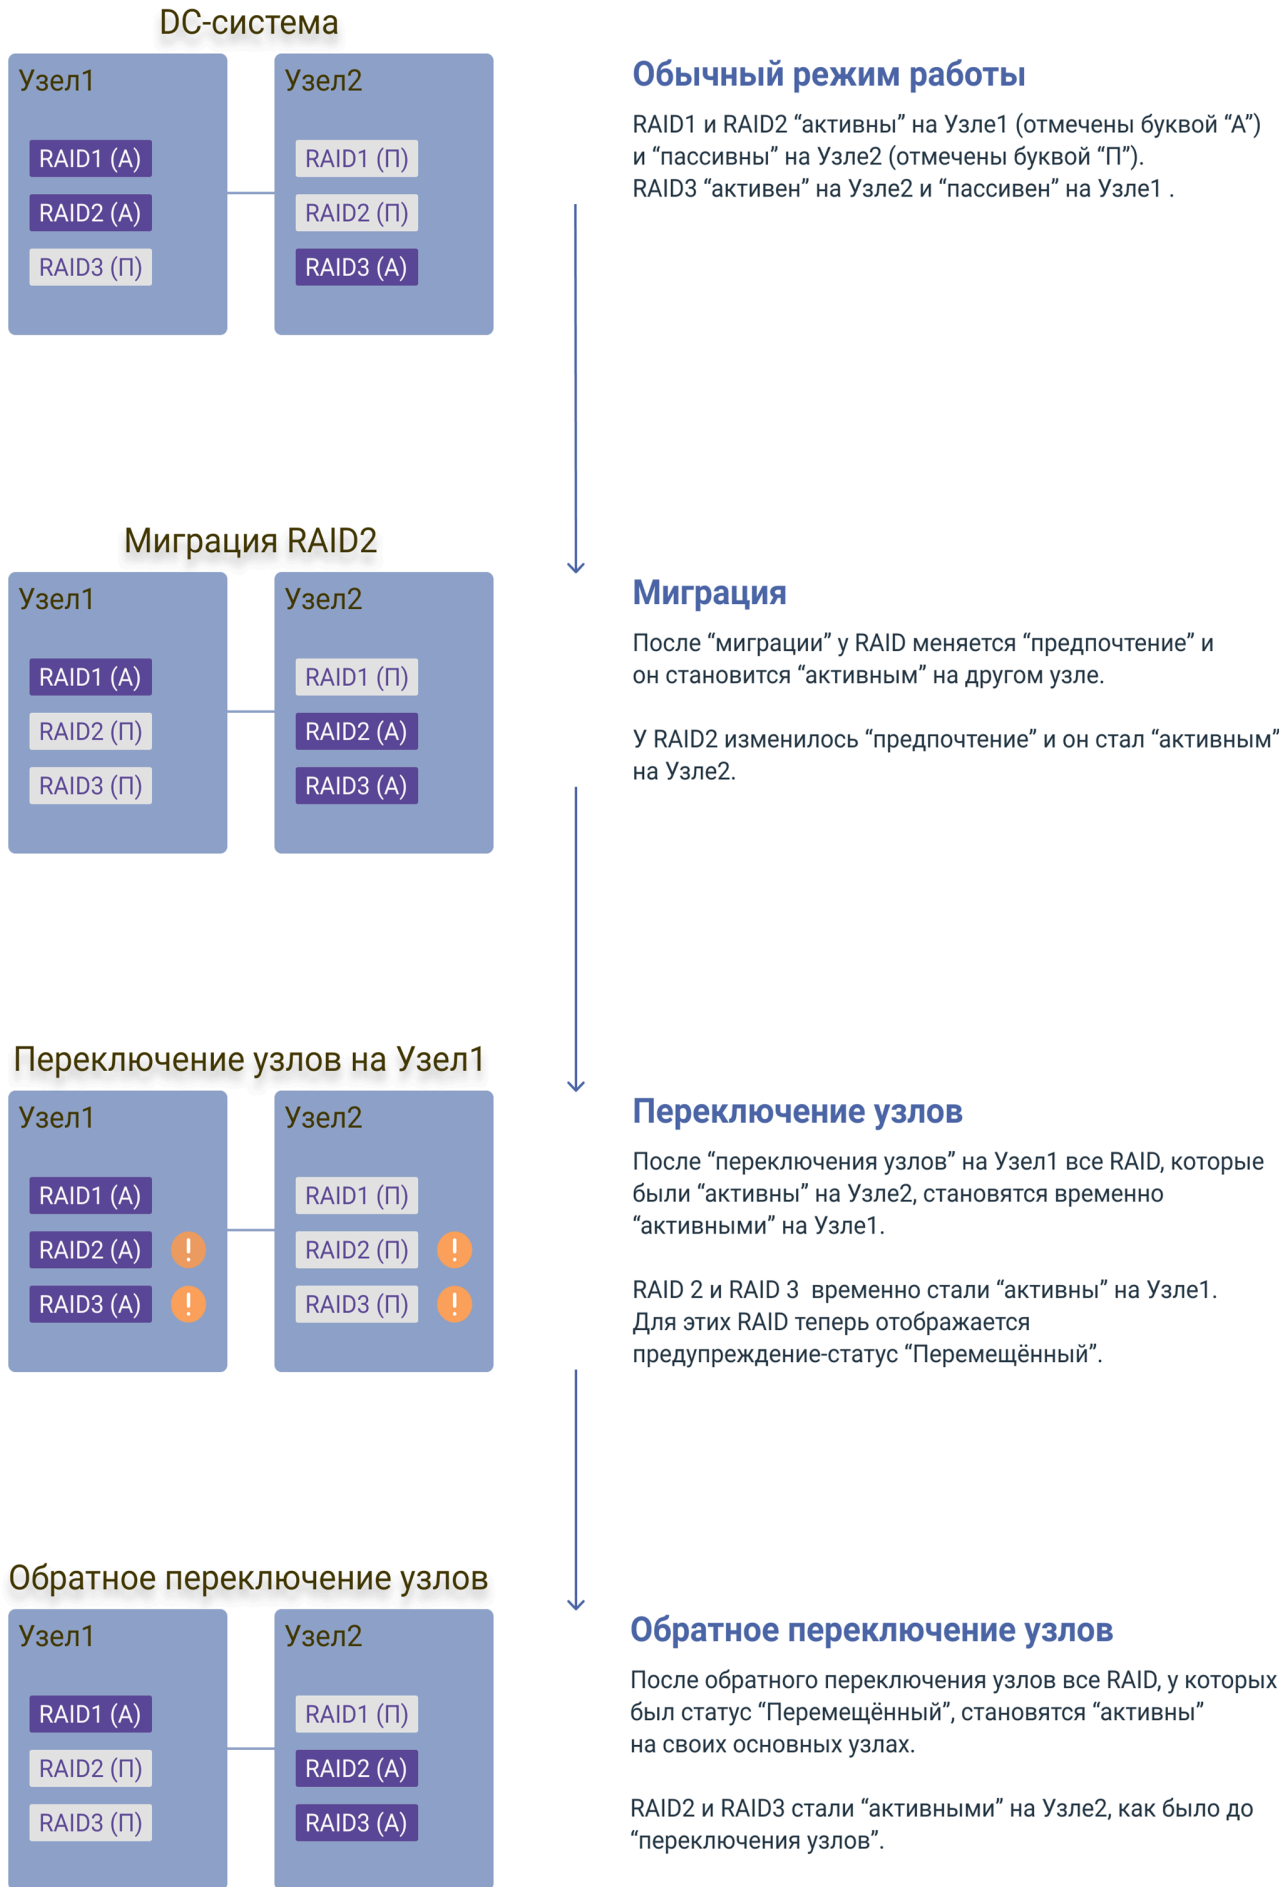 DC-система
Узел1
Узел2
RAID1 (А)
RAID1 (П)
RAID2 (А)
RAID2 (П)
RAID3 (П)
RAID3 (А)
Обычный режим работы
RAID1 и RAID2 “активны” на Узле1 (отмечены буквой “А”)
и “пассивны” на Узле2 (отмечены буквой “П”).
RAID3 “активен” на Узле2 и “пассивен” на Узле1 .
Миграция RAID2
Узел1
Узел2
RAID1 (А)
RAID1 (П)
RAID2 (П)
RAID2 (А)
RAID3 (П)
RAID3 (А)
Миграция
После “миграции” у RAID меняется “предпочтение” и
он становится “активным” на другом узле.
У RAID2 изменилось “предпочтение” и он стал “активным”
на Узле2.
Переключение узлов на Узел1
Узел1
Узел2
RAID1 (А)
RAID1 (П)
RAID2 (А) !
RAID2 (П) !
RAID3 (А) !
RAID3 (П) !
Переключение узлов
После “переключения узлов” на Узел1 все RAID, которые
были “активны” на Узле2, становятся временно
“активными” на Узле1.
RAID 2 и RAID 3 временно стали “активны” на Узле1.
Для этих RAID теперь отображается
предупреждение-статус “Перемещённый”.
Обратное переключение узлов
Узел1
Узел2
RAID1 (А)
RAID1 (П)
RAID2 (П)
RAID2 (А)
RAID3 (П)
RAID3 (А)
Обратное переключение узлов
После обратного переключения узлов все RAID, у которых
был статус “Перемещённый”, становятся “активны”
на своих основных узлах.
RAID2 и RAID3 стали “активными” на Узле2, как было до
“переключения узлов”.